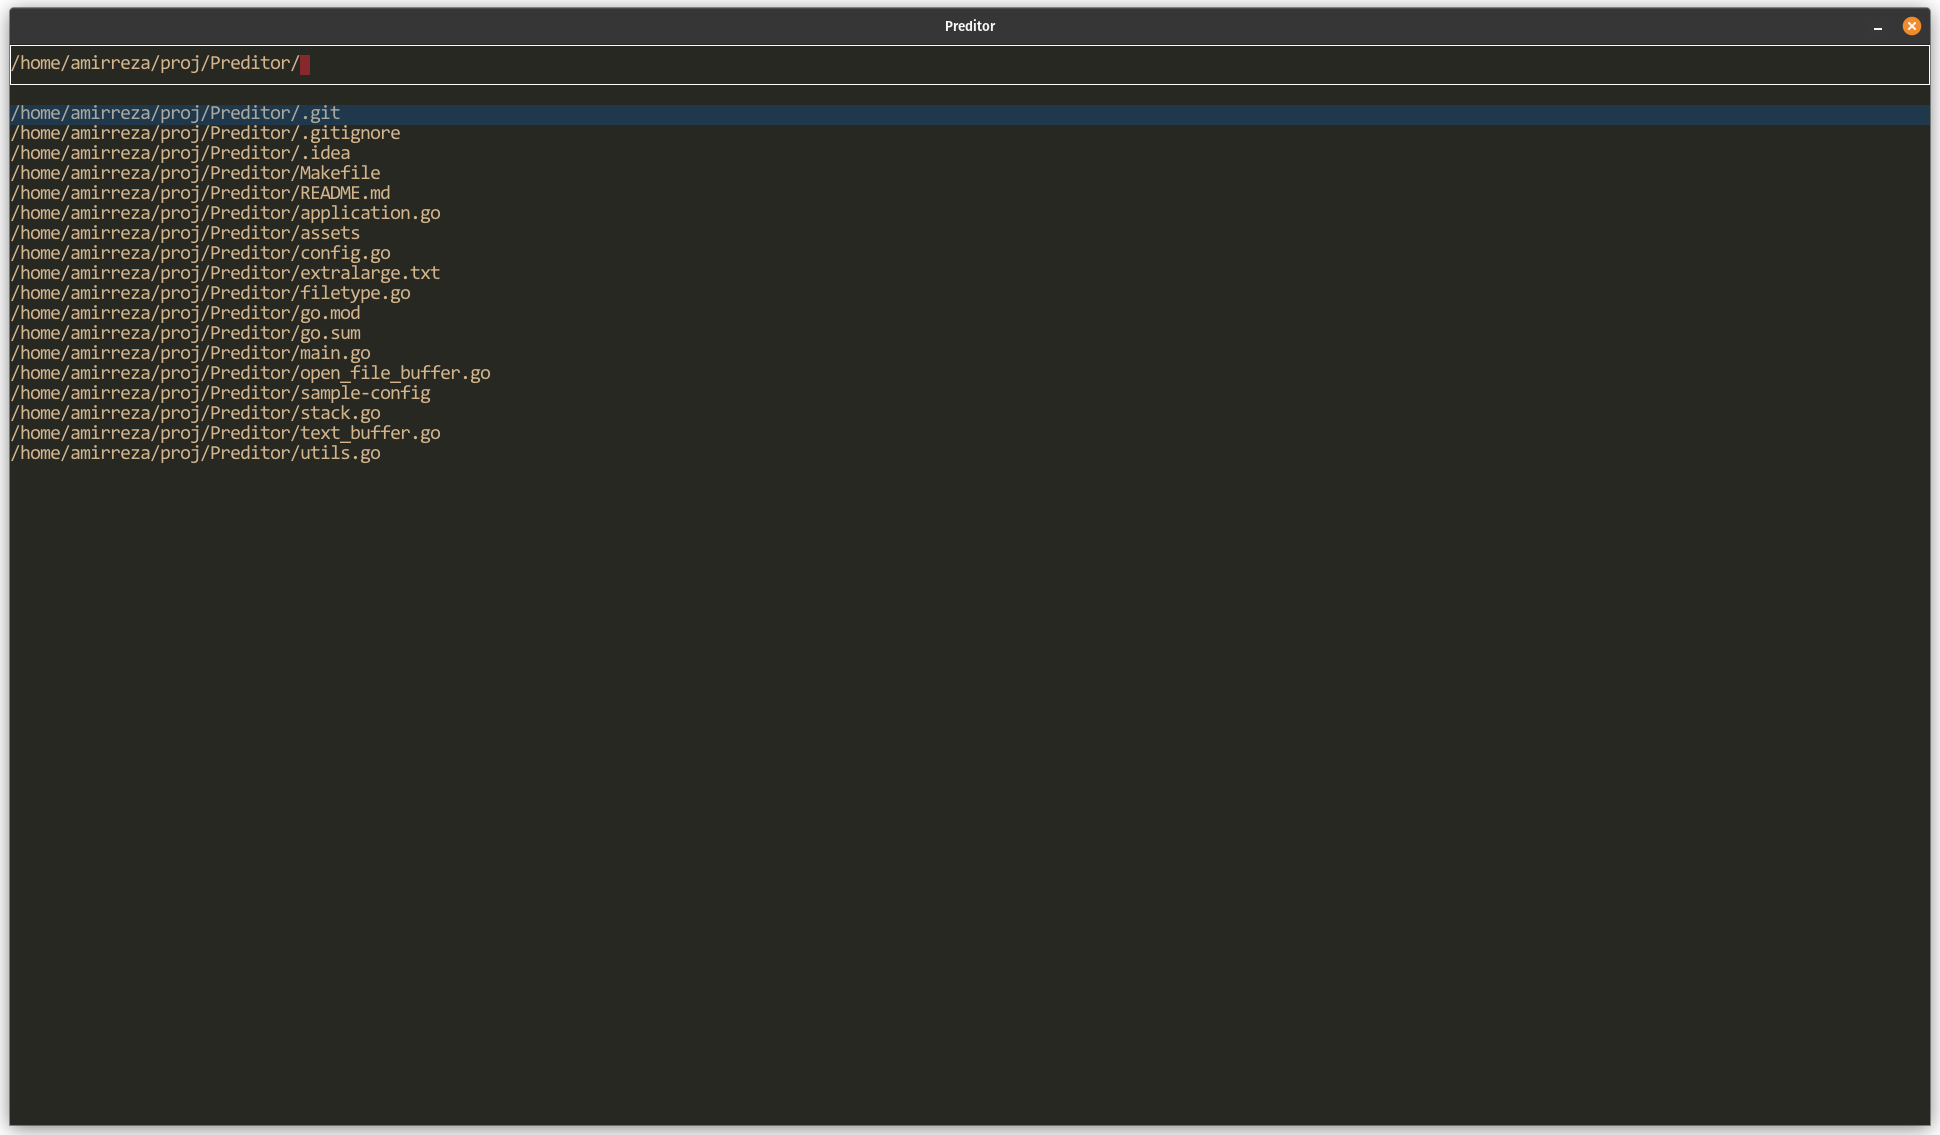 Preditor
/home/amirreza/proj/Preditor/
/home/amirreza/proj/Preditor/.git
/home/amirreza/proj/Preditor/.gitignore
/home/amirreza/proj/Preditor/.idea
/home/amirreza/proj/Preditor/Makefile
/home/amirreza/proj/Preditor/README.md
/home/amirreza/proj/Preditor/application.go
/home/amirreza/proj/Preditor/assets
/home/amirreza/proj/Preditor/config.go
/home/amirreza/proj/Preditor/extralarge.txt
/home/amirreza/proj/Preditor/filetype.go
/home/amirreza/proj/Preditor/go.mod
/home/amirreza/proj/Preditor/go.sum
/home/amirreza/proj/Preditor/main.go
/home/amirreza/proj/Preditor/open_file_buffer.go
/home/amirreza/proj/Preditor/sample-config
/home/amirreza/proj/Preditor/stack.go
/home/amirreza/proj/Preditor/text_buffer.go
/home/amirreza/proj/Preditor/utils.go